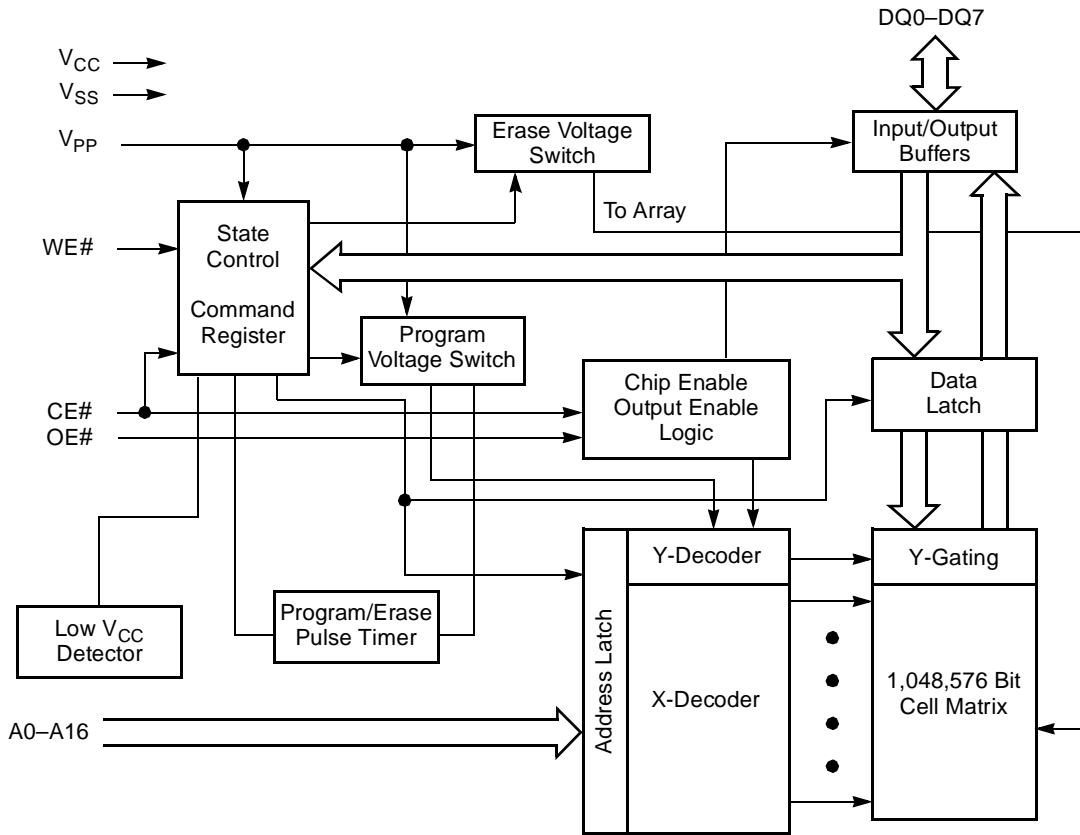 DQ0–DQ7
VCC
VSS
VPP
Erase Voltage
Switch
Input/Output
Buffers
To Array
WE#
State
Control
Command
Register
Program
Voltage Switch
Chip Enable
Output Enable
Logic
Data
Latch
CE#
OE#
Y-Decoder
Y-Gating
Low VCC
Detector
Program/Erase
Pulse Timer
Address Latch
X-Decoder
1,048,576 Bit
Cell Matrix
A0–A16